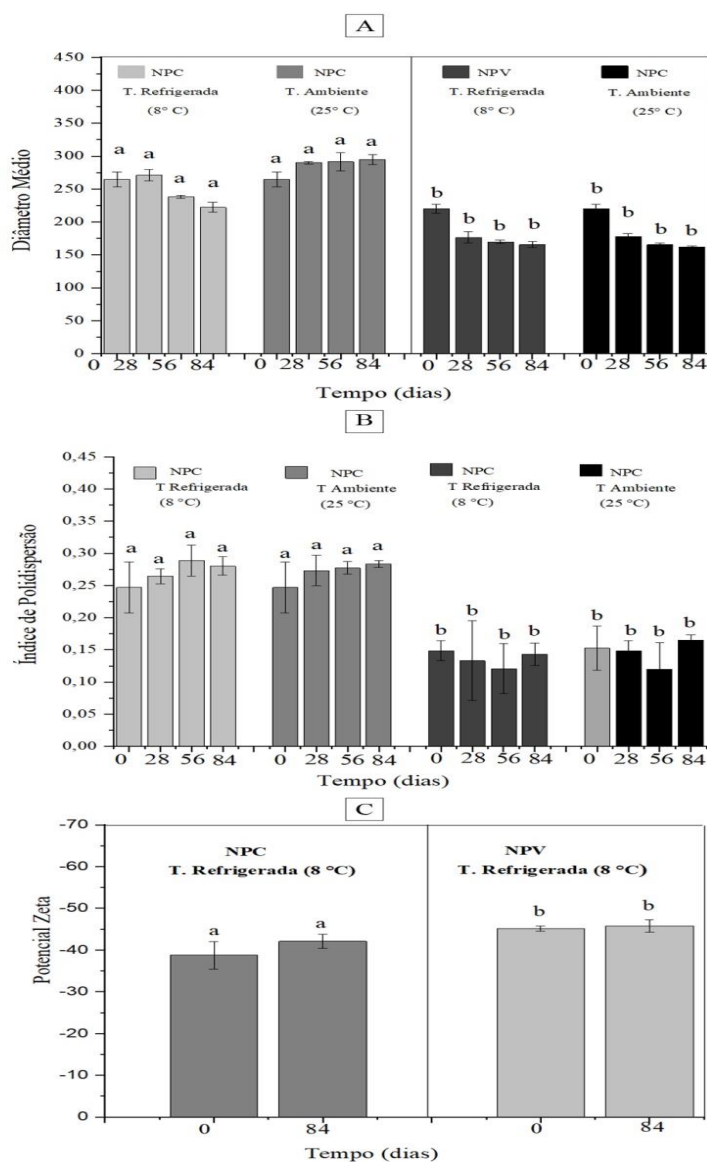 A
450
400
350
300
250
200
150
100
50
0
Diâmetro Médio
NPC
T. Refrigerada
(8° C)
NPC
T. Ambiente
(25° C)
NPV
T. Refrigerada
(8° C)
NPC
T. Ambiente
(25° C)
a a a a a a a a b b b b b b b b
0 28 56 84 0 28 56 84 0 28 56 84 0 28 56 84
Tempo (dias)
B
0,45
0,40
0,35
0,30
0,25
0,20
0,15
0,10
0,05
0,00
Índice de Polidispersão
NPC
T Refrigerada
(8 °C)
NPC
T Ambiente
(25 °C)
NPC
T Refrigerada
(8 °C)
NPC
T Ambiente
(25 °C)
a a a a a a a a b b b b b b b b
0 28 56 84 0 28 56 84 0 28 56 84 0 28 56 84
Tempo (dias)
C
-70
-60
-50
-40
-30
-20
-10
0
Potencial Zeta
NPC
T. Refrigerada (8 °C)
NPV
T. Refrigerada (8 °C)
a a b b
0 84 0 84
Tempo (dias)